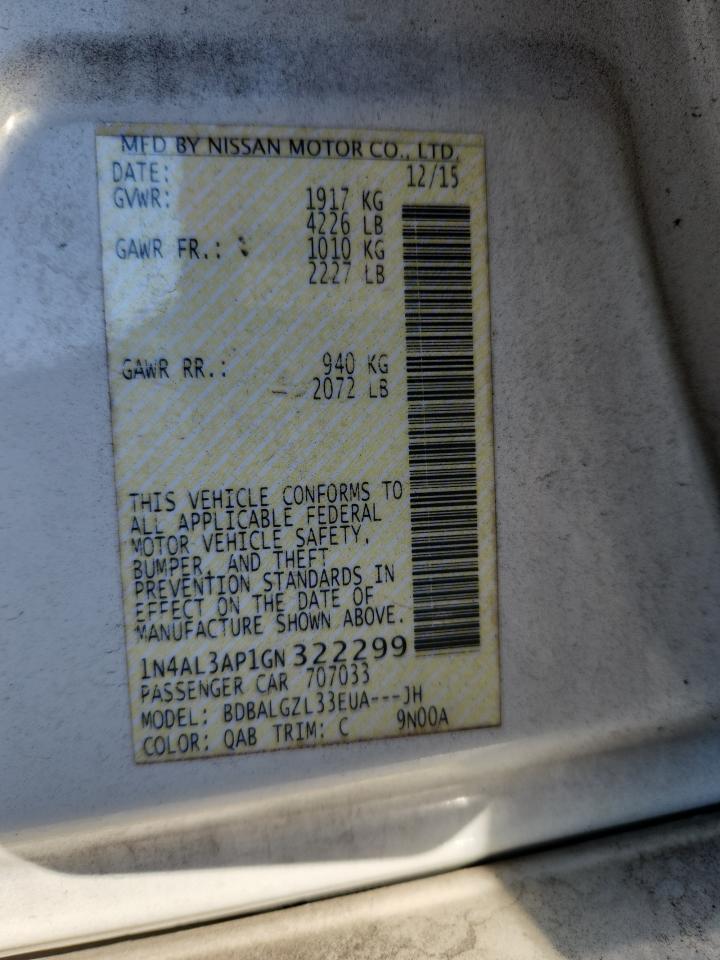 MFD BY NISSAN MOTOR CO., LTD.
DATE: 12/15
GVWR: 1917 KG
4226 LB
GAWR FR.: 1010 KG
2227 LB
GAWR RR.: 940 KG
2072 LB
THIS VEHICLE CONFORMS TO
ALL APPLICABLE FEDERAL
MOTOR VEHICLE SAFETY,
BUMPER, AND THEFT
PREVENTION STANDARDS IN
EFFECT ON THE DATE OF
MANUFACTURE SHOWN ABOVE.
1N4AL3AP1GN322299
PASSENGER CAR 707033
MODEL: BDBALGZL33EUA---JH
COLOR: QAB TRIM: C 9N00A